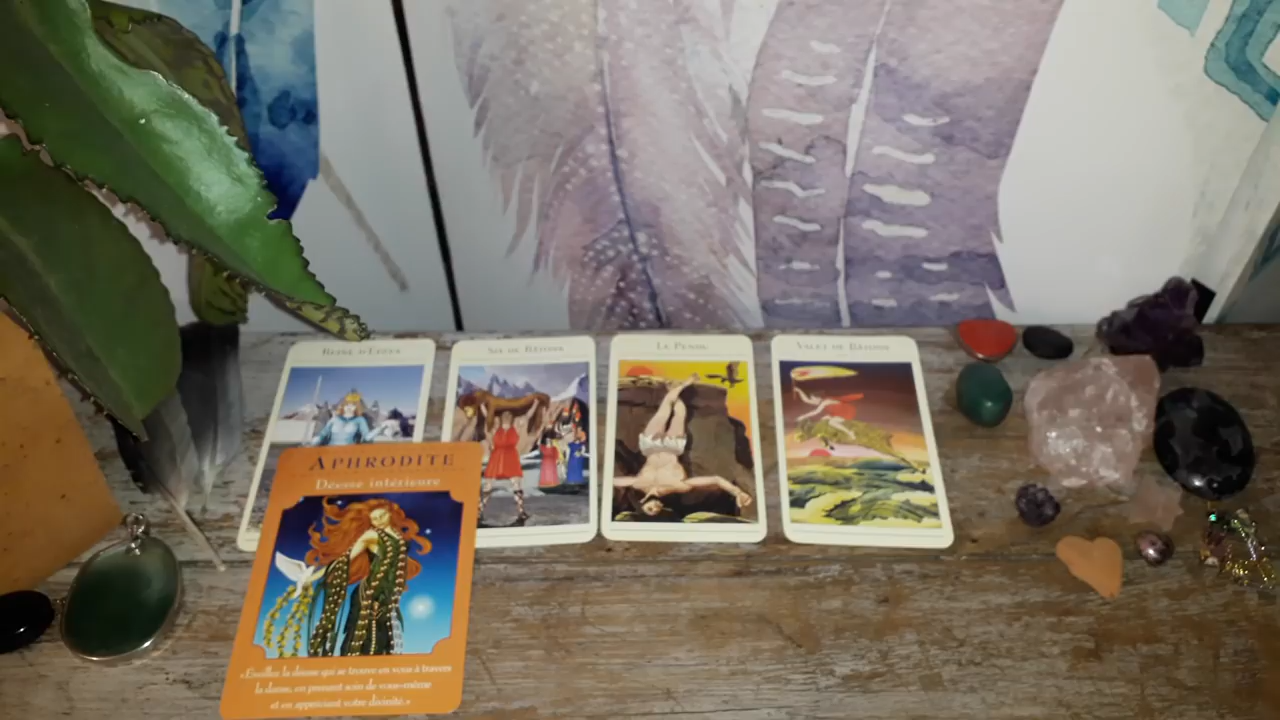 REINE D'ÉPÉES
SIX DE BÂTONS
LE PENDU
VALET DE BÂTONS
APHRODITE
Déesse intérieure
«Éveillez la déesse qui se trouve en vous à travers
la danse, en prenant soin de vous-même
et en appréciant votre divinité.»